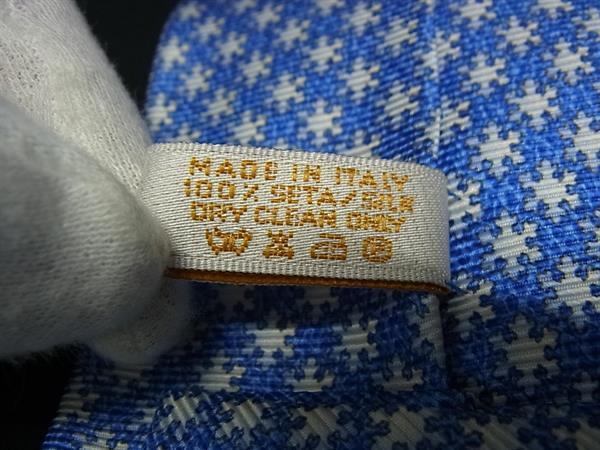 MADE IN ITALY
100% SETA/SILK
DRY CLEAN ONLY